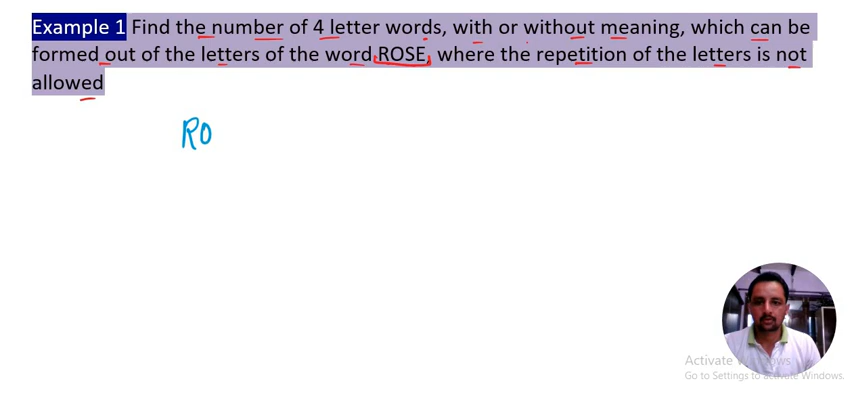 Example 1 Find the number of 4 letter words, with or without meaning, which can be
formed out of the letters of the word ROSE, where the repetition of the letters is not
allowed
RO
Activate Windows
Go to Settings to activate Windows.